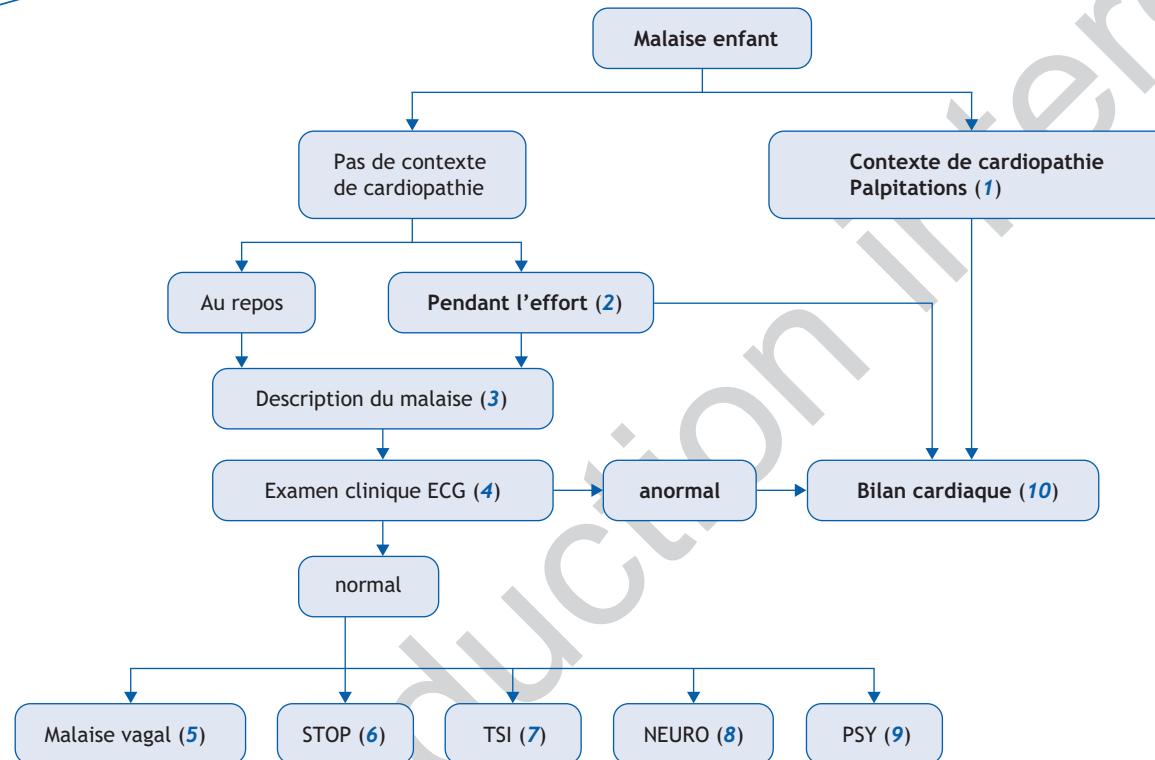 Malaise enfant
Pas de contexte
de cardiopathie
Contexte de cardiopathie
Palpitations (1)
Au repos
Pendant l'effort (2)
Description du malaise (3)
Examen clinique ECG (4)
anormal
Bilan cardiaque (10)
normal
Malaise vagal (5)
STOP (6)
TSI (7)
NEURO (8)
PSY (9)